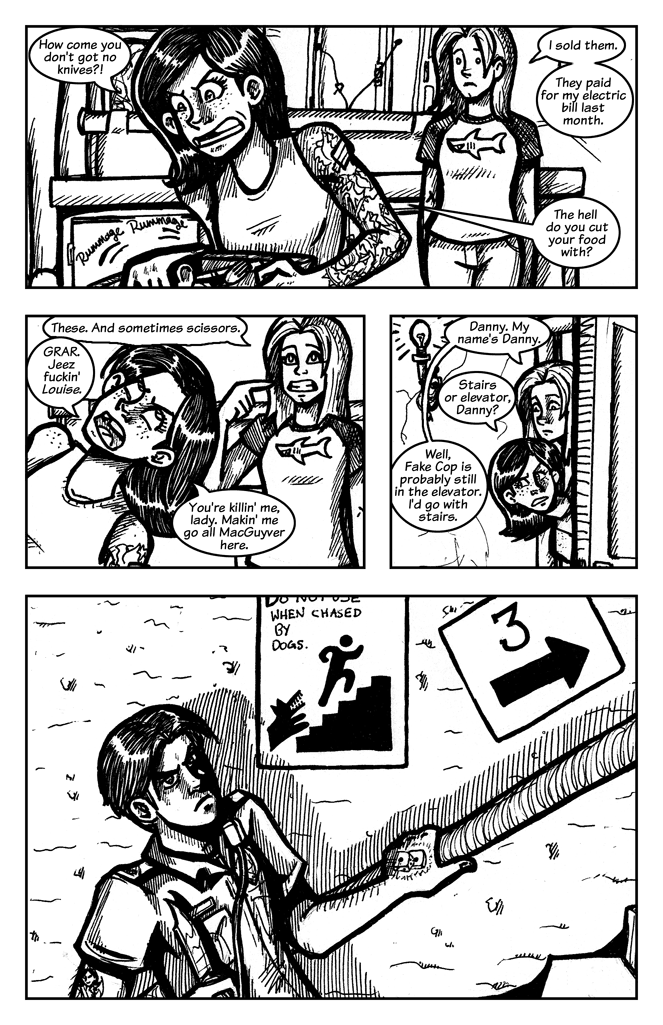 How come you
don't got no
knives?!
I sold them.
They paid
for my electric
bill last
month.
Rummage Rummage
The hell
do you cut
your food
with?
These. And sometimes scissors.
GRAR.
Jeez
fuckin'
Louise.
You're killin' me,
lady. Makin' me
go all MacGuyver
here.
Danny. My
name's Danny.
Stairs
or elevator,
Danny?
Well,
Fake Cop is
probably still
in the elevator.
I'd go with
stairs.
DO NOT USE
WHEN CHASED
BY
DOGS.
3